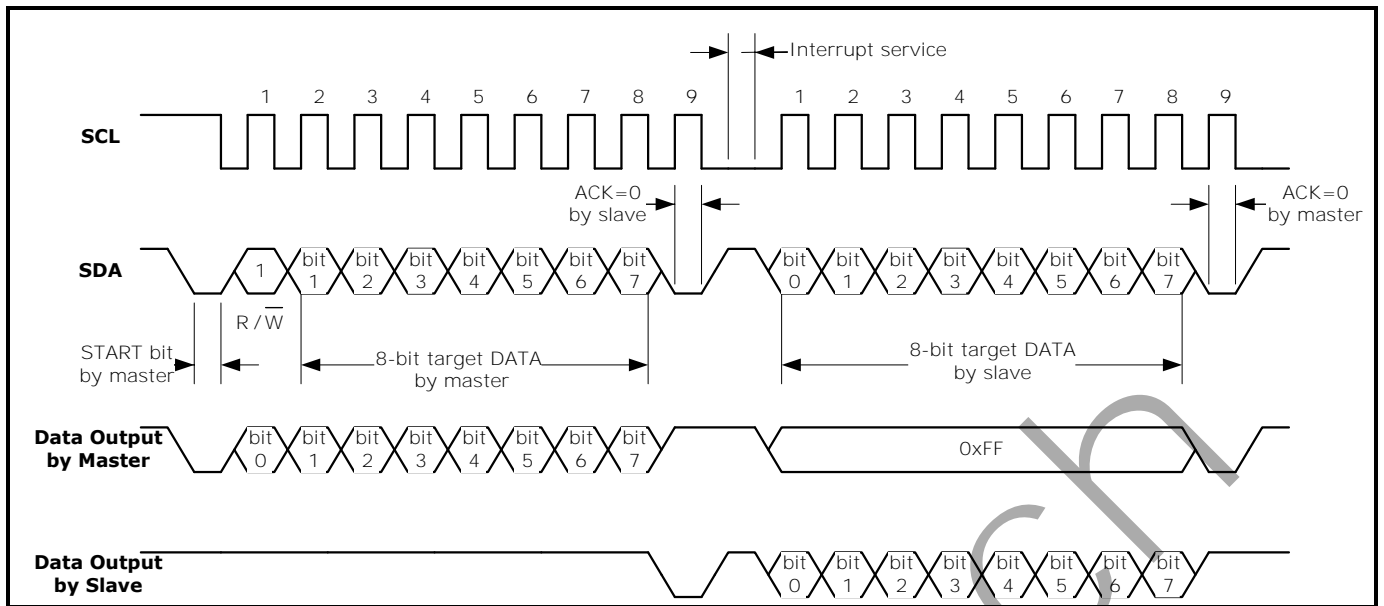 Interrupt service
1 2 3 4 5 6 7 8 9 1 2 3 4 5 6 7 8 9
SCL
ACK=0
by slave
ACK=0
by master
SDA
1 bit 1 bit 2 bit 3 bit 4 bit 5 bit 6 bit 7 bit 0 bit 1 bit 2 bit 3 bit 4 bit 5 bit 6 bit 7
R/W̅
START bit
by master
8-bit target DATA
by master
8-bit target DATA
by slave
Data Output
by Master
bit 0 bit 1 bit 2 bit 3 bit 4 bit 5 bit 6 bit 7 0xFF
Data Output
by Slave
bit 0 bit 1 bit 2 bit 3 bit 4 bit 5 bit 6 bit 7
ch